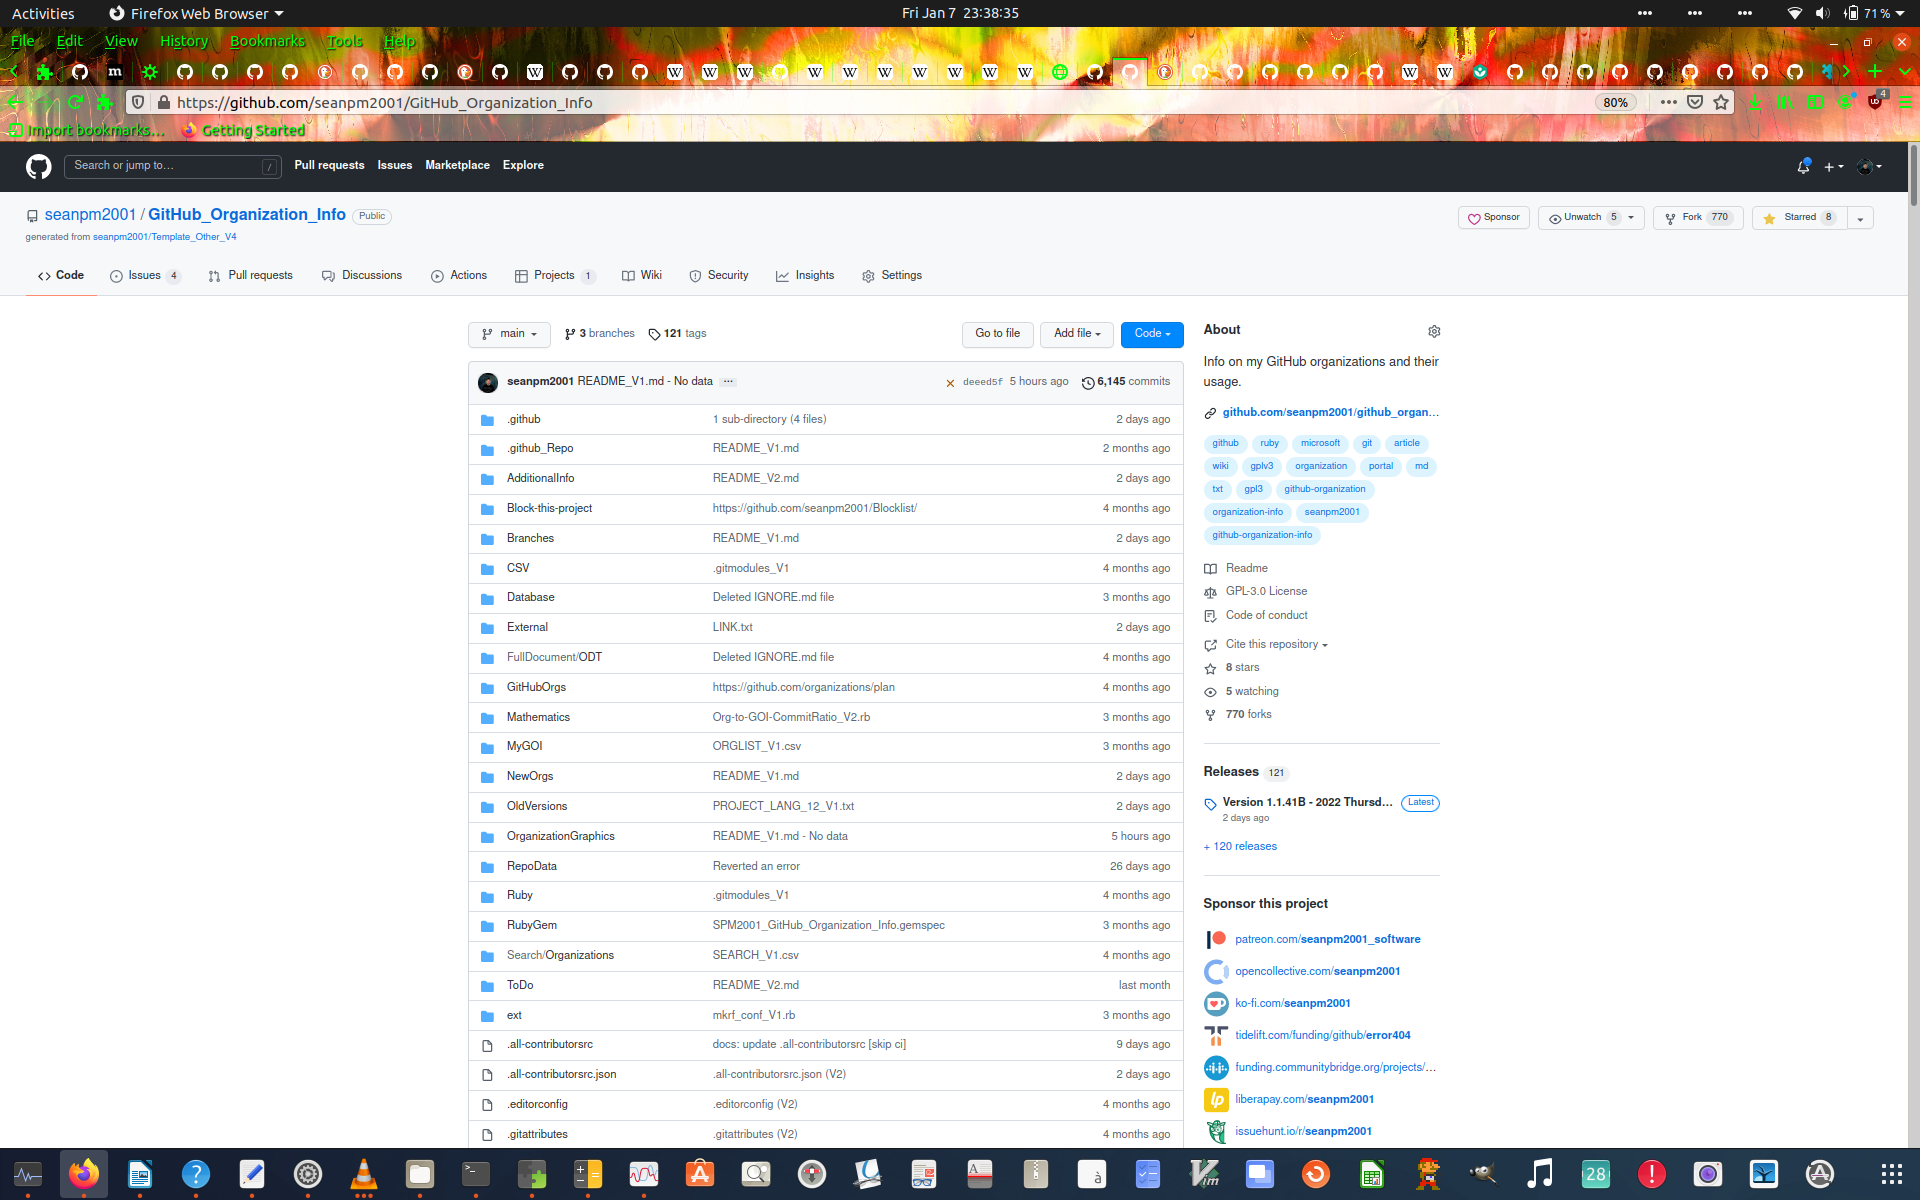 Activities Firefox Web Browser Fri Jan 7 23:38:35 71 %
File Edit View History Bookmarks Tools Help
https://github.com/seanpm2001/GitHub_Organization_Info 80% 4
Import bookmarks... Getting Started
Search or jump to... / Pull requests Issues Marketplace Explore
seanpm2001 / GitHub_Organization_Info Public Sponsor Unwatch 5 Fork 770 Starred 8
generated from seanpm2001/Template_Other_V4
Code Issues 4 Pull requests Discussions Actions Projects 1 Wiki Security Insights Settings
main 3 branches 121 tags Go to file Add file Code
seanpm2001 README_V1.md - No data ... deeed5f 5 hours ago 6,145 commits
.github 1 sub-directory (4 files) 2 days ago
.github_Repo README_V1.md 2 months ago
AdditionalInfo README_V2.md 2 days ago
Block-this-project https://github.com/seanpm2001/Blocklist/ 4 months ago
Branches README_V1.md 2 days ago
CSV .gitmodules_V1 4 months ago
Database Deleted IGNORE.md file 3 months ago
External LINK.txt 2 days ago
FullDocument/ODT Deleted IGNORE.md file 4 months ago
GitHubOrgs https://github.com/organizations/plan 4 months ago
Mathematics Org-to-GOI-CommitRatio_V2.rb 3 months ago
MyGOI ORGLIST_V1.csv 3 months ago
NewOrgs README_V1.md 2 days ago
OldVersions PROJECT_LANG_12_V1.txt 2 days ago
OrganizationGraphics README_V1.md - No data 5 hours ago
RepoData Reverted an error 26 days ago
Ruby .gitmodules_V1 4 months ago
RubyGem SPM2001_GitHub_Organization_Info.gemspec 3 months ago
Search/Organizations SEARCH_V1.csv 4 months ago
ToDo README_V2.md last month
ext mkrf_conf_V1.rb 3 months ago
.all-contributorsrc docs: update .all-contributorsrc [skip ci] 9 days ago
.all-contributorsrc.json .all-contributorsrc.json (V2) 2 days ago
.editorconfig .editorconfig (V2) 4 months ago
.gitattributes .gitattributes (V2) 4 months ago
About
Info on my GitHub organizations and their
usage.
github.com/seanpm2001/github_organ...
github ruby microsoft git article
wiki gplv3 organization portal md
txt gpl3 github-organization
organization-info seanpm2001
github-organization-info
Readme
GPL-3.0 License
Code of conduct
Cite this repository
8 stars
5 watching
770 forks
Releases 121
Version 1.1.41B - 2022 Thursd... Latest
2 days ago
+ 120 releases
Sponsor this project
patreon.com/seanpm2001_software
opencollective.com/seanpm2001
ko-fi.com/seanpm2001
tidelift.com/funding/github/error404
funding.communitybridge.org/projects/...
liberapay.com/seanpm2001
issuehunt.io/r/seanpm2001
28